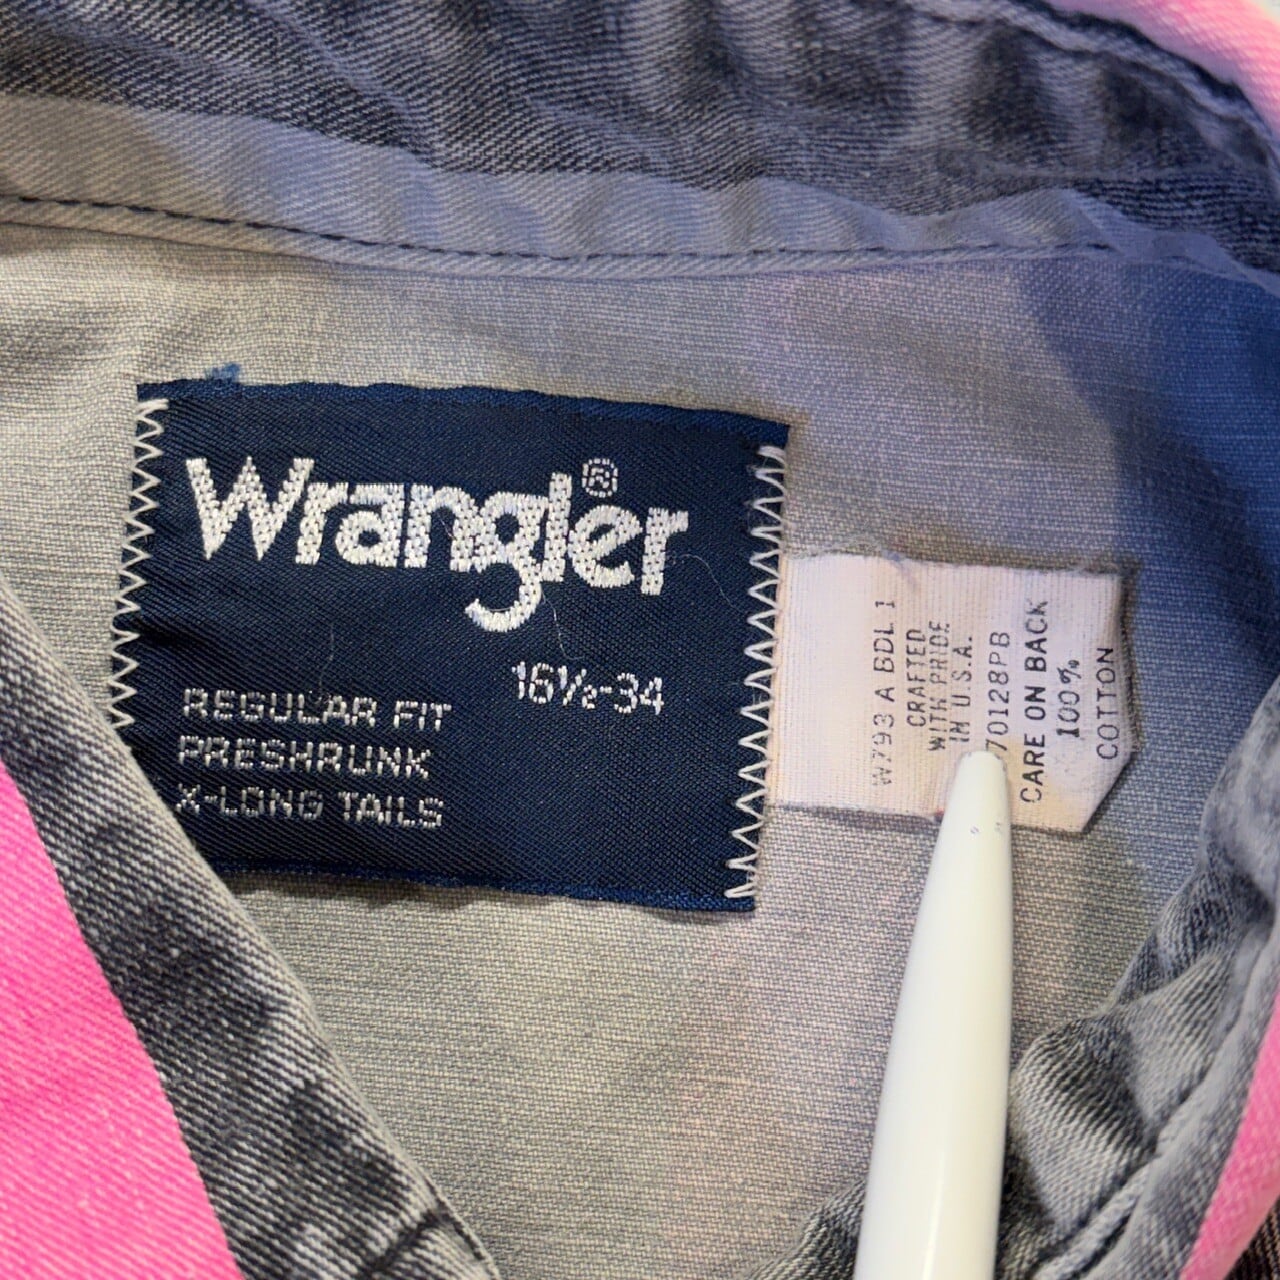 Wrangler®
16½-34
REGULAR FIT
PRESHRUNK
X-LONG TAILS
W793 A BDL 1
CRAFTED
WITH PRIDE
IN U.S.A.
70128PB
CARE ON BACK
100%
COTTON